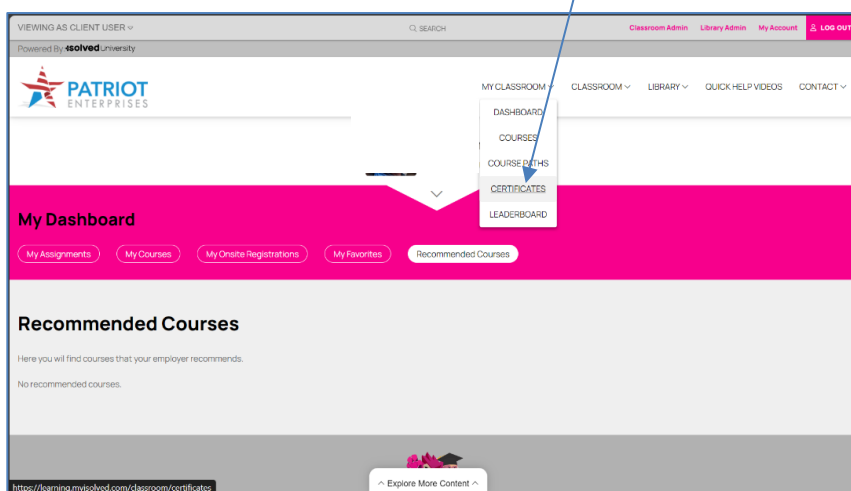 VIEWING AS CLIENT USER
SEARCH
Classroom Admin Library Admin My Account LOG OUT
Powered By: isolved University
PATRIOT
ENTERPRISES
MY CLASSROOM CLASSROOM LIBRARY QUICK HELP VIDEOS CONTACT
DASHBOARD
COURSES
COURSE PATHS
CERTIFICATES
LEADERBOARD
My Dashboard
My Assignments My Courses My Onsite Registrations My Favorites Recommended Courses
Recommended Courses
Here you wil find courses that your employer recommends.
No recommended courses.
Explore More Content
https://learning.myisolved.com/classroom/certificates